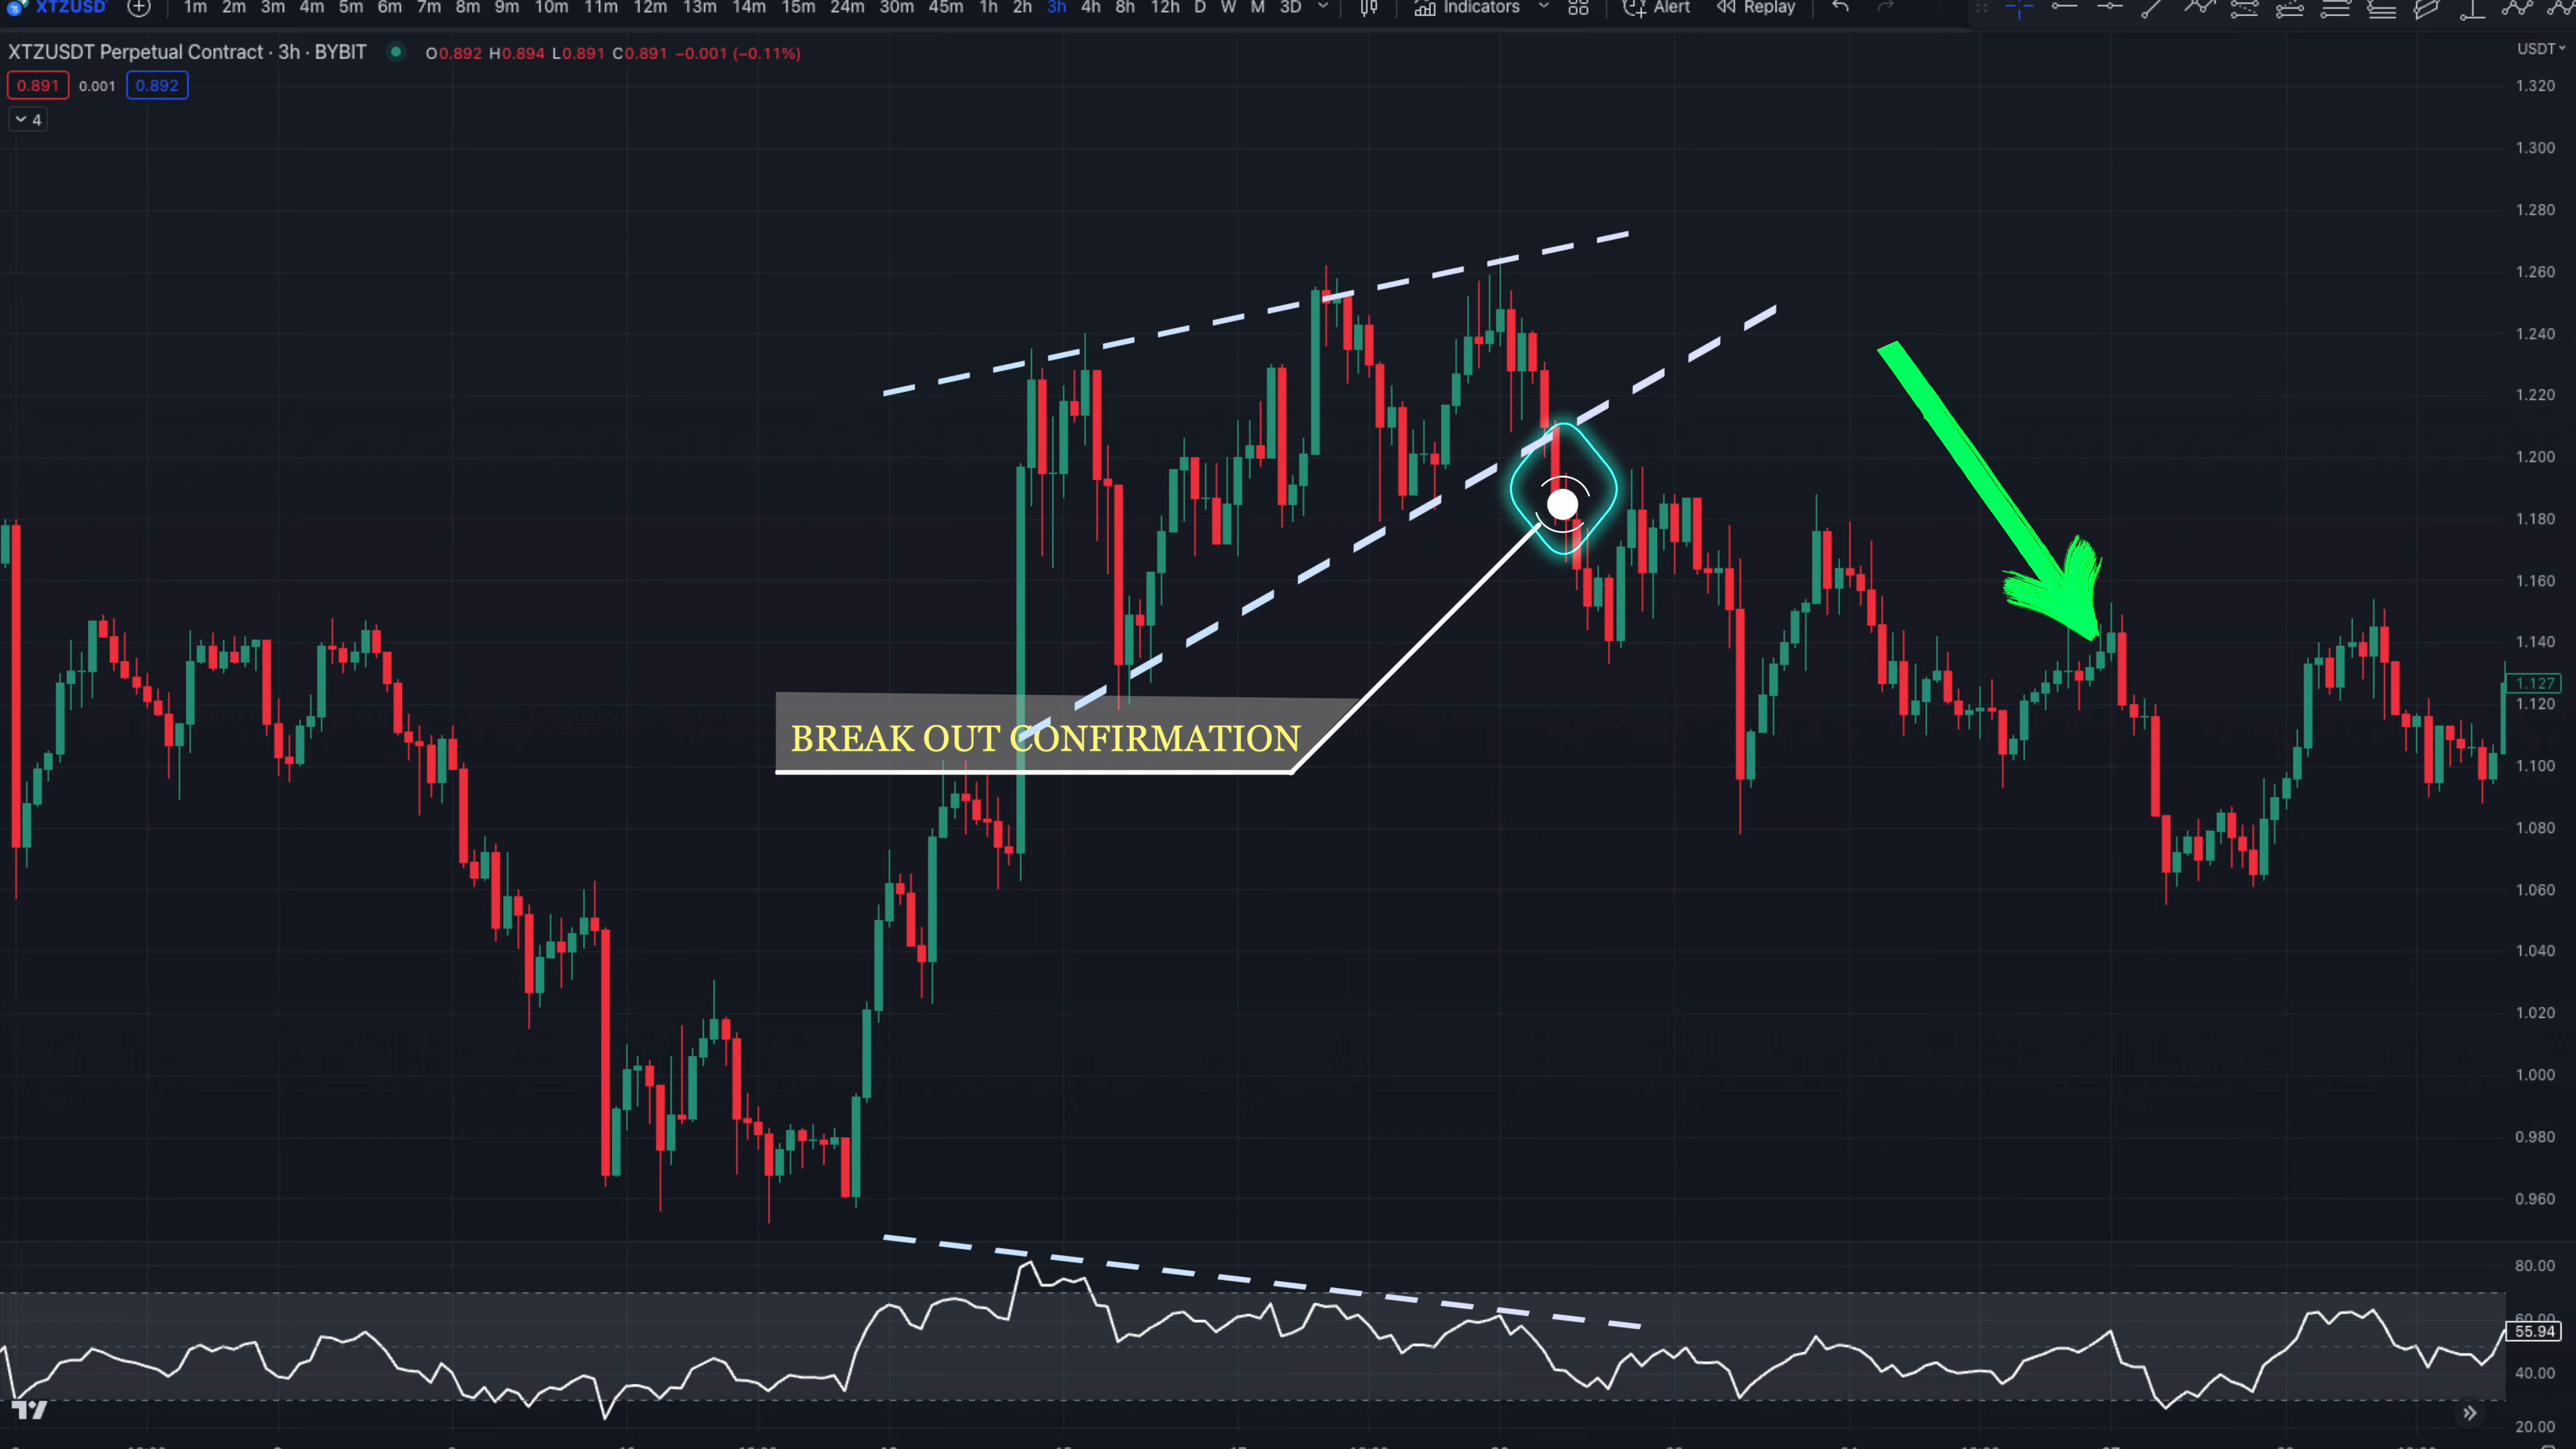 XTZUSD
1m 2m 3m 4m 5m 6m 7m 8m 9m 10m 11m 12m 13m 14m 15m 24m 30m 45m 1h 2h 3h 4h 8h 12h D W M 3D
Indicators
Alert
Replay
XTZUSDT Perpetual Contract · 3h · BYBIT
O0.892 H0.894 L0.891 C0.891 −0.001 (−0.11%)
0.891 0.001 0.892
4
USDT
1.320
1.300
1.280
1.260
1.240
1.220
1.200
1.180
1.160
1.140
1.127
1.120
1.100
1.080
1.060
1.040
1.020
1.000
0.980
0.960
BREAK OUT CONFIRMATION
80.00
60.00
55.94
40.00
20.00